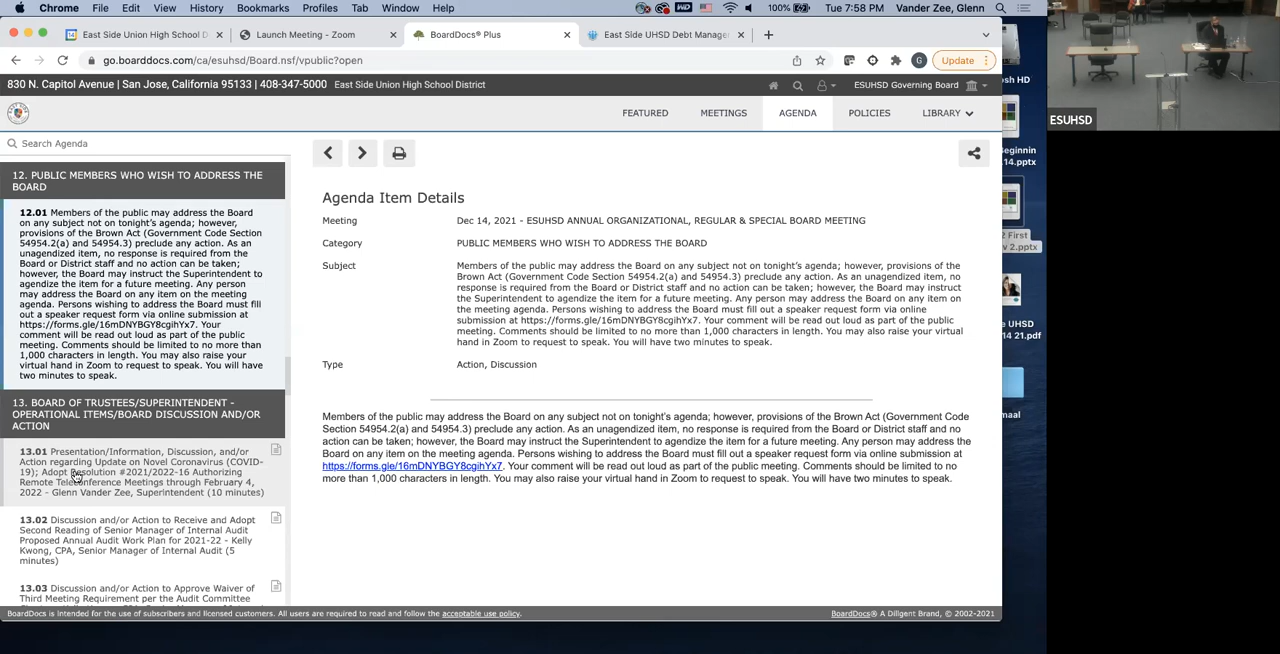 Chrome File Edit View History Bookmarks Profiles Tab Window Help
WD 100% Tue 7:58 PM Vander Zee, Glenn
East Side Union High School D
Launch Meeting - Zoom
BoardDocs® Plus
East Side UHSD Debt Manager
go.boarddocs.com/ca/esuhsd/Board.nsf/vpublic?open
G
Update
830 N. Capitol Avenue | San Jose, California 95133 | 408-347-5000 East Side Union High School District
ESUHSD Governing Board
FEATURED MEETINGS AGENDA POLICIES LIBRARY
Search Agenda
12. PUBLIC MEMBERS WHO WISH TO ADDRESS THE
BOARD
12.01 Members of the public may address the Board
on any subject not on tonight's agenda; however,
provisions of the Brown Act (Government Code Section
54954.2(a) and 54954.3) preclude any action. As an
unagendized item, no response is required from the
Board or District staff and no action can be taken;
however, the Board may instruct the Superintendent to
agendize the item for a future meeting. Any person
may address the Board on any item on the meeting
agenda. Persons wishing to address the Board must fill
out a speaker request form via online submission at
https://forms.gle/16mDNYBGY8cgihYx7. Your
comment will be read out loud as part of the public
meeting. Comments should be limited to no more than
1,000 characters in length. You may also raise your
virtual hand in Zoom to request to speak. You will have
two minutes to speak.
13. BOARD OF TRUSTEES/SUPERINTENDENT -
OPERATIONAL ITEMS/BOARD DISCUSSION AND/OR
ACTION
13.01 Presentation/Information, Discussion, and/or
Action regarding Update on Novel Coronavirus (COVID-
19); Adopt Resolution #2021/2022-16 Authorizing
Remote Teleconference Meetings through February 4,
2022 - Glenn Vander Zee, Superintendent (10 minutes)
13.02 Discussion and/or Action to Receive and Adopt
Second Reading of Senior Manager of Internal Audit
Proposed Annual Audit Work Plan for 2021-22 - Kelly
Kwong, CPA, Senior Manager of Internal Audit (5
minutes)
13.03 Discussion and/or Action to Approve Waiver of
Third Meeting Requirement per the Audit Committee
Agenda Item Details
Meeting Dec 14, 2021 - ESUHSD ANNUAL ORGANIZATIONAL, REGULAR & SPECIAL BOARD MEETING
Category PUBLIC MEMBERS WHO WISH TO ADDRESS THE BOARD
Subject Members of the public may address the Board on any subject not on tonight's agenda; however, provisions of the
Brown Act (Government Code Section 54954.2(a) and 54954.3) preclude any action. As an unagendized item, no
response is required from the Board or District staff and no action can be taken; however, the Board may instruct
the Superintendent to agendize the item for a future meeting. Any person may address the Board on any item on
the meeting agenda. Persons wishing to address the Board must fill out a speaker request form via online
submission at https://forms.gle/16mDNYBGY8cgihYx7. Your comment will be read out loud as part of the public
meeting. Comments should be limited to no more than 1,000 characters in length. You may also raise your virtual
hand in Zoom to request to speak. You will have two minutes to speak.
Type Action, Discussion
Members of the public may address the Board on any subject not on tonight's agenda; however, provisions of the Brown Act (Government Code
Section 54954.2(a) and 54954.3) preclude any action. As an unagendized item, no response is required from the Board or District staff and no
action can be taken; however, the Board may instruct the Superintendent to agendize the item for a future meeting. Any person may address the
Board on any item on the meeting agenda. Persons wishing to address the Board must fill out a speaker request form via online submission at
https://forms.gle/16mDNYBGY8cgihYx7. Your comment will be read out loud as part of the public meeting. Comments should be limited to no
more than 1,000 characters in length. You may also raise your virtual hand in Zoom to request to speak. You will have two minutes to speak.
BoardDocs is intended for the use of subscribers and licensed customers. All users are required to read and follow the acceptable use policy.
BoardDocs® A Diligent Brand, © 2002-2021
ESUHSD
osh HD
Beginnin
14.pptx
2 First
v 2.pptx
e UHSD
14 21.pdf
maal